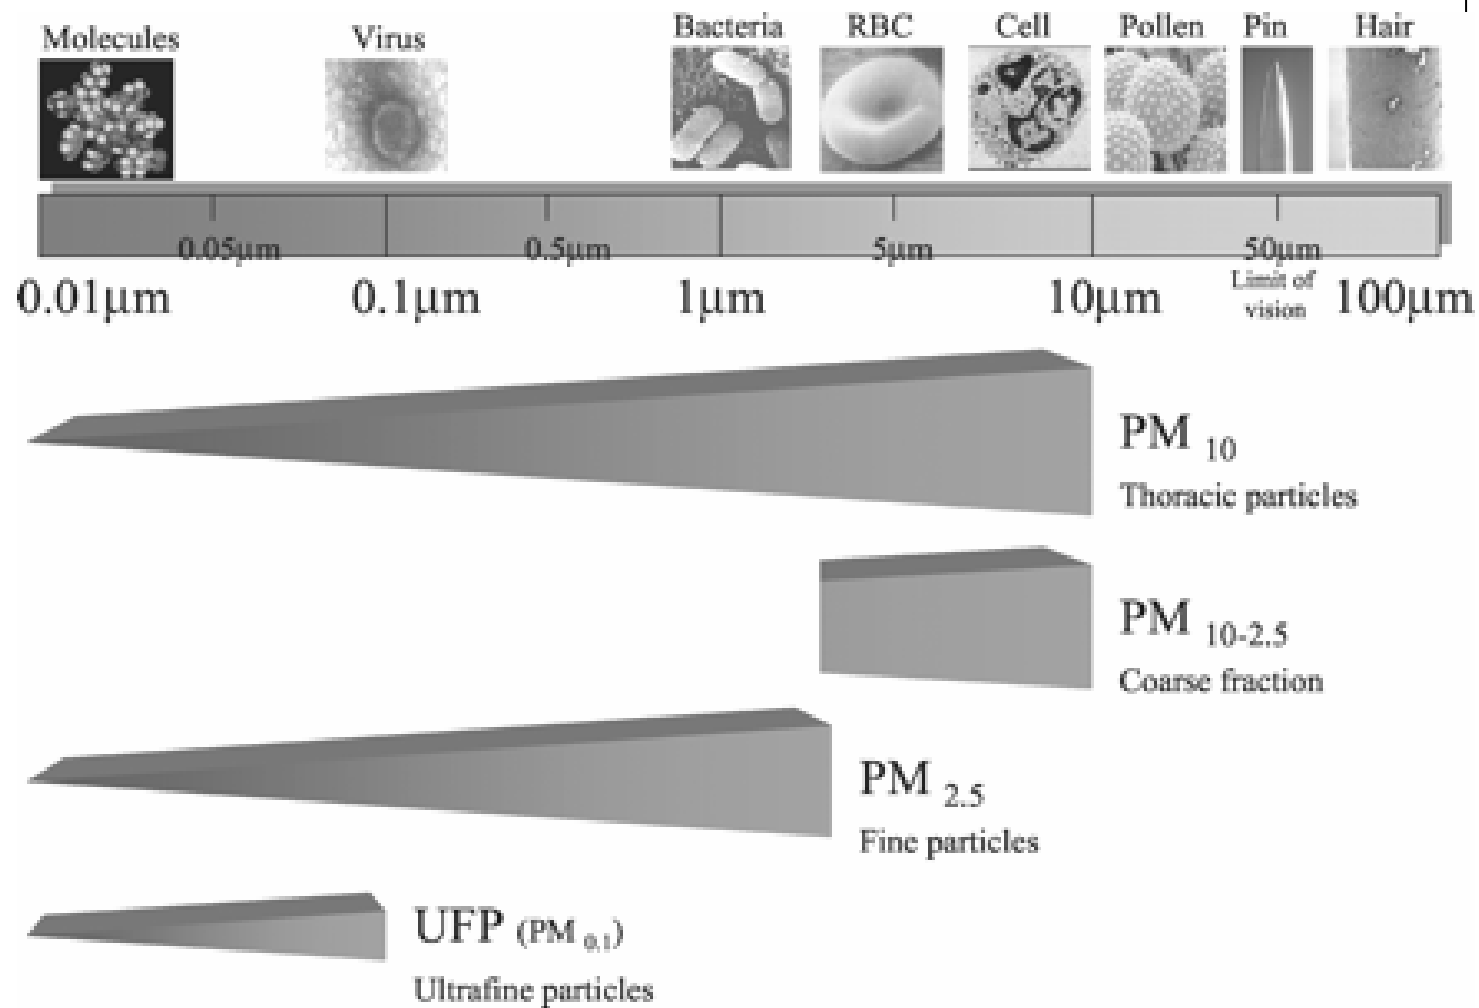 Molecules Virus Bacteria RBC Cell Pollen Pin Hair
0.05μm 0.5μm 5μm 50μm
0.01μm 0.1μm 1μm 10μm Limit of vision 100μm
PM 10
Thoracic particles
PM 10-2.5
Coarse fraction
PM 2.5
Fine particles
UFP (PM 0.1)
Ultrafine particles